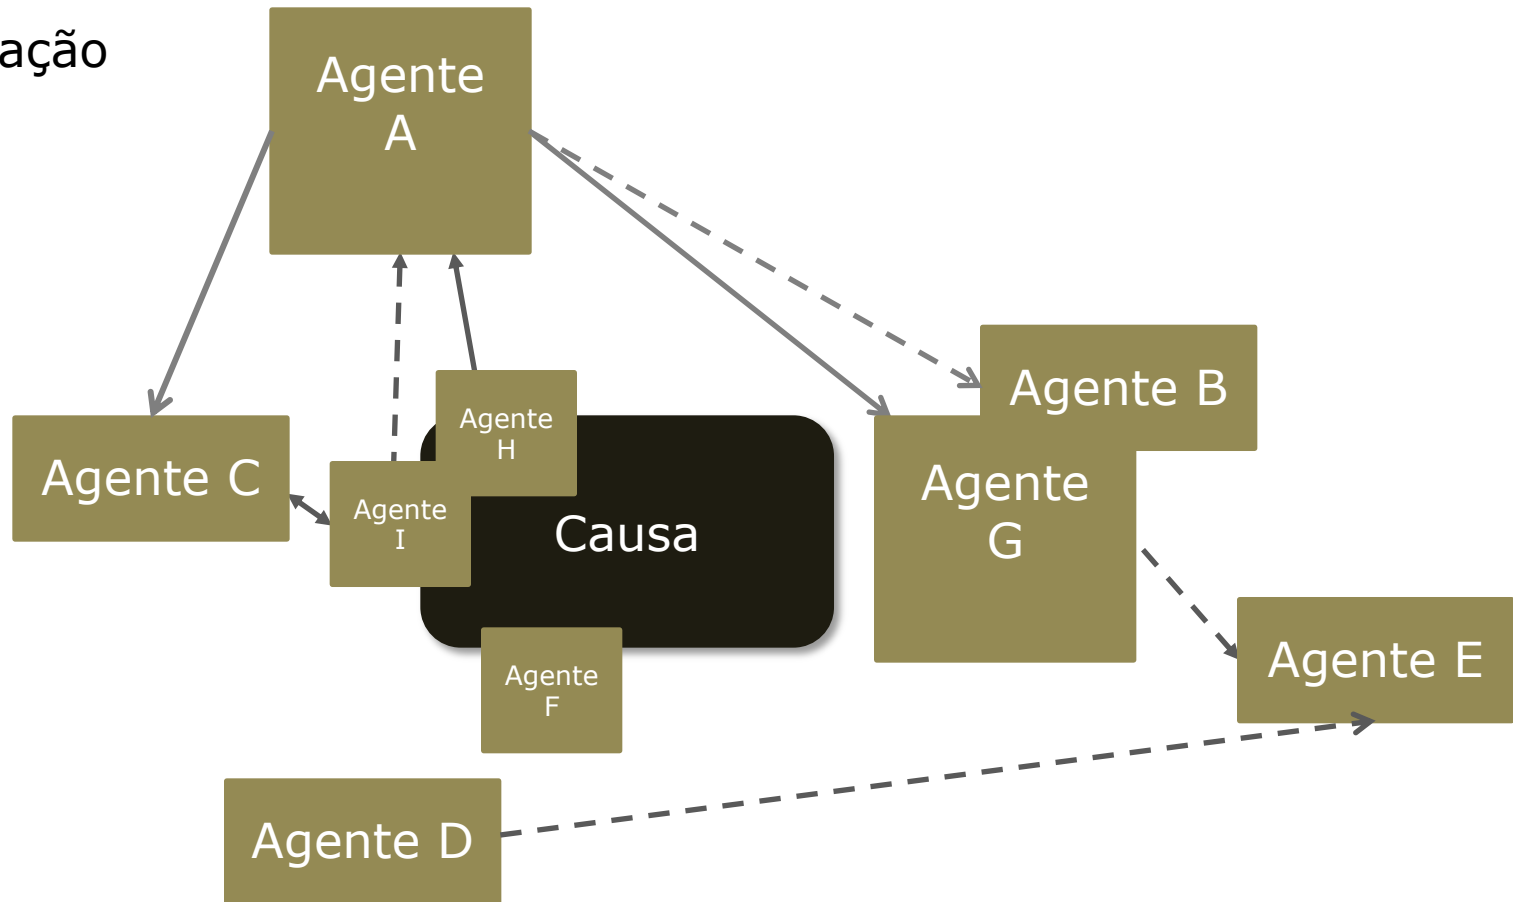 ação
Agente
A
Agente B
Agente
H
Agente C
Agente
G
Agente
I
Causa
Agente E
Agente
F
Agente D